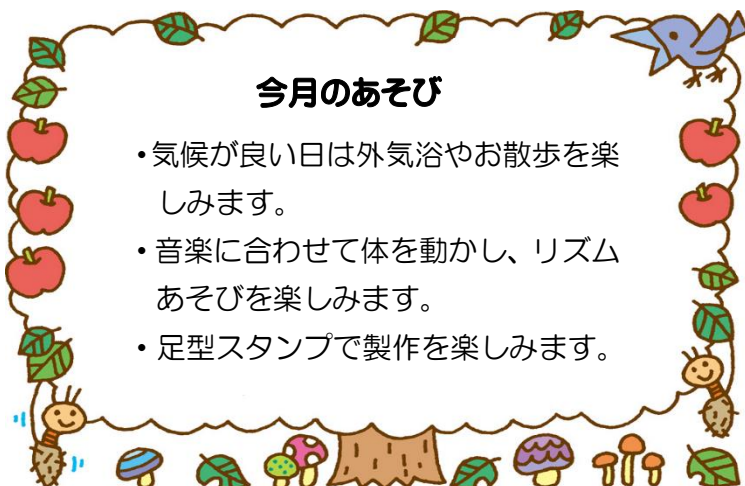 今月のあそび
・気候が良い日は外気浴やお散歩を楽
しみます。
・音楽に合わせて体を動かし、リズム
あそびを楽しみます。
・足型スタンプで製作を楽しみます。